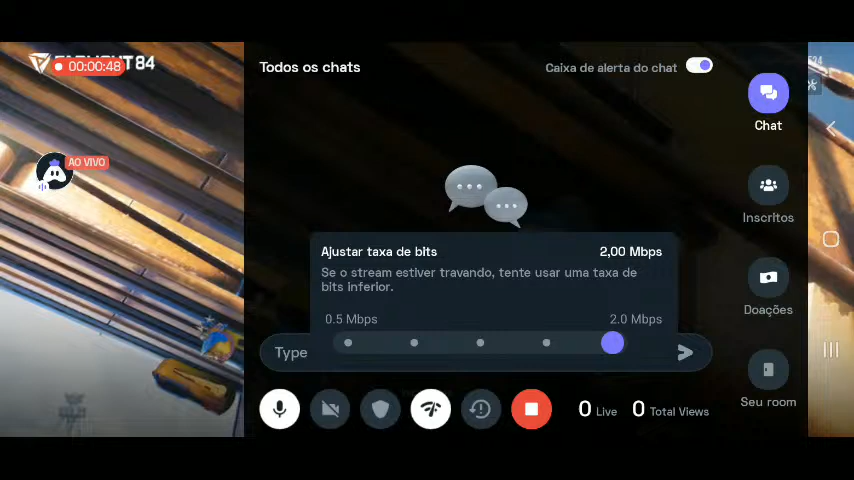 84
00:00:48
Todos os chats
Caixa de alerta do chat
Chat
AO VIVO
Inscritos
Ajustar taxa de bits
2,00 Mbps
Se o stream estiver travando, tente usar uma taxa de
bits inferior.
0.5 Mbps
2.0 Mbps
Doações
Type
Seu room
0 Live
0 Total Views